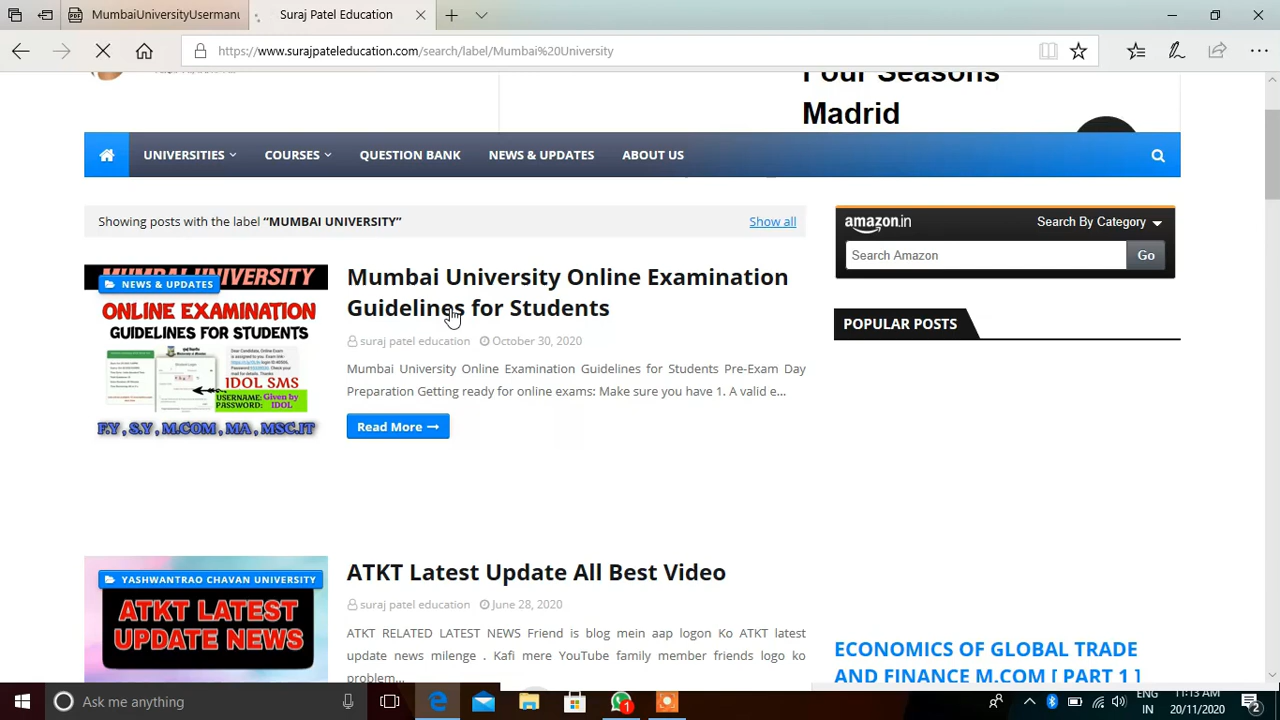 MumbaiUniversityUsermanu
Suraj Patel Education
https://www.surajpateleducation.com/search/label/Mumbai%20University
Four Seasons
Madrid
UNIVERSITIES
COURSES
QUESTION BANK
NEWS & UPDATES
ABOUT US
Showing posts with the label “MUMBAI UNIVERSITY”
Show all
MUMBAI UNIVERSITY
NEWS & UPDATES
ONLINE EXAMINATION
GUIDELINES FOR STUDENTS
IDOL SMS
USERNAME: Given by
PASSWORD: IDOL
F.Y , S.Y , M.COM , MA , MSC.IT
Mumbai University Online Examination
Guidelines for Students
suraj patel education October 30, 2020
Mumbai University Online Examination Guidelines for Students Pre-Exam Day
Preparation Getting ready for online exams: Make sure you have 1. A valid e...
Read More
amazon.in
Search By Category
Search Amazon
Go
POPULAR POSTS
YASHWANTRAO CHAVAN UNIVERSITY
ATKT LATEST
UPDATE NEWS
ATKT Latest Update All Best Video
suraj patel education June 28, 2020
ATKT RELATED LATEST NEWS Friend is blog mein aap logon Ko ATKT latest
update news milenge . Kafi mere YouTube family member friends logo ko
problem...
ECONOMICS OF GLOBAL TRADE
AND FINANCE M.COM [ PART 1 ]
Ask me anything
1
ENG
IN
11:13 AM
20/11/2020
2